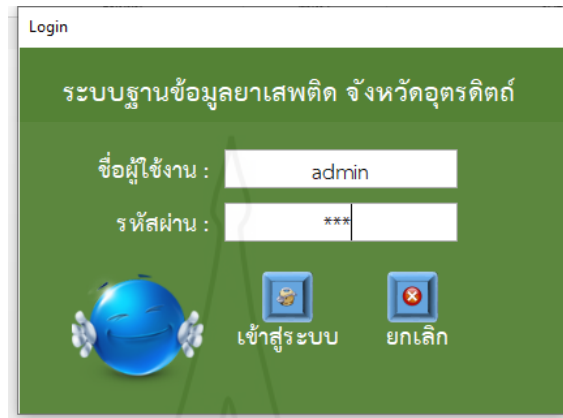 Login
ระบบฐานข้อมูลยาเสพติด จังหวัดอุตรดิตถ์
ชื่อผู้ใช้งาน : admin
รหัสผ่าน : ***
เข้าสู่ระบบ ยกเลิก